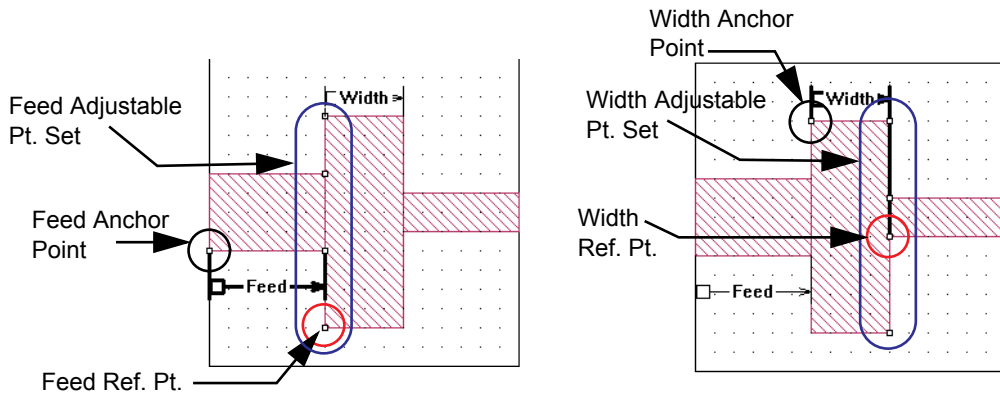 Feed Adjustable
Pt. Set
Width
Feed Anchor
Point
Feed
Feed Ref. Pt.
Width Anchor
Point
Width Adjustable
Pt. Set
Width
Width
Ref. Pt.
Feed